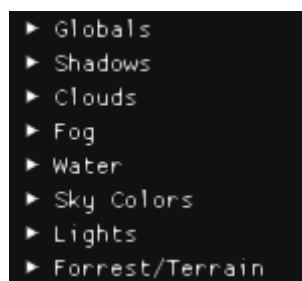 Globals
Shadows
Clouds
Fog
Water
Sky Colors
Lights
Forrest/Terrain